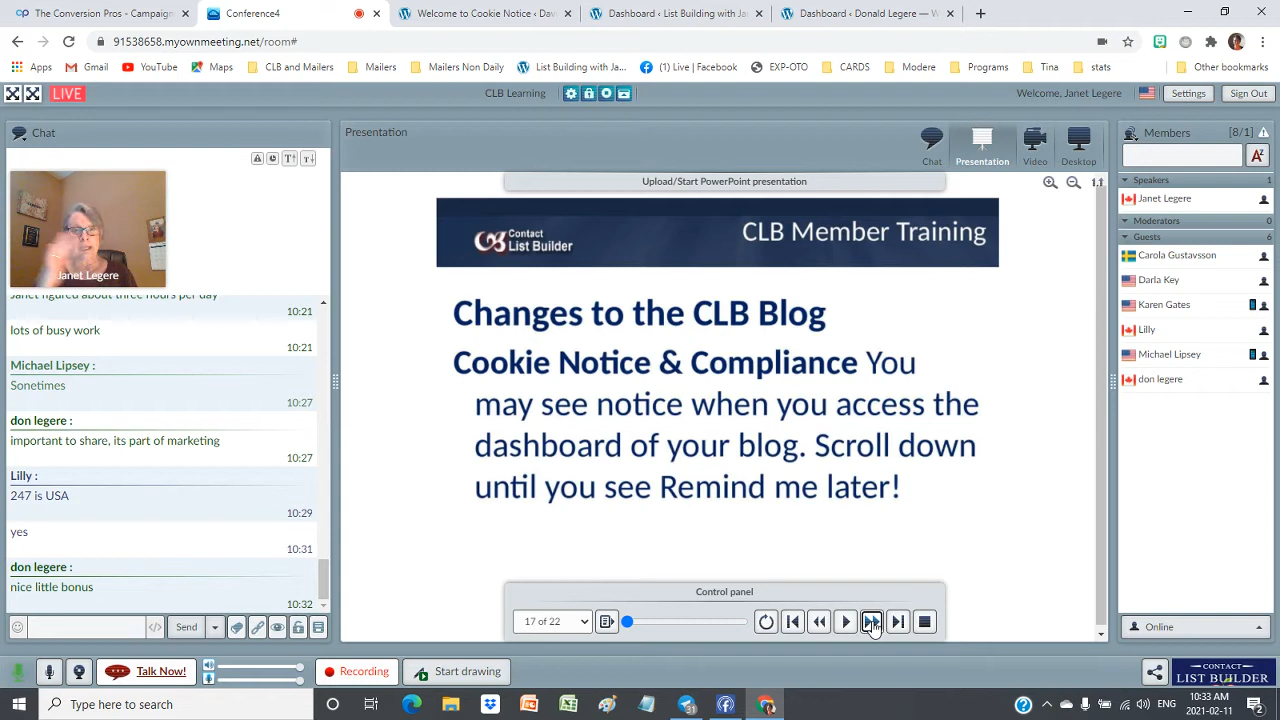 The Conversion Pros - Campaign
Conference4
Welcome to Cookie Notice ‹ Dav
Dashboard ‹ List Building with Ja
Dashboard ‹ Donald Legere — W
91538658.myownmeeting.net/room#
Apps
Gmail
YouTube
Maps
CLB and Mailers
Mailers
Mailers Non Daily
List Building with Ja...
(1) Live | Facebook
EXP-OTO
CARDS
Modere
Programs
Tina
stats
Other bookmarks
LIVE
CLB Learning
Welcome, Janet Legere
Settings
Sign Out
Chat
Janet Legere
Janet figured about three hours per day
10:21
lots of busy work
10:21
Michael Lipsey :
Sometimes
10:27
don legere :
important to share, its part of marketing
10:27
Lilly :
247 is USA
10:29
yes
10:31
don legere :
nice little bonus
10:32
Send
Presentation
Chat
Presentation
Video
Desktop
Upload/Start PowerPoint presentation
1:1
Contact
List Builder
CLB Member Training
Changes to the CLB Blog
Cookie Notice & Compliance You
may see notice when you access the
dashboard of your blog. Scroll down
until you see Remind me later!
Control panel
17 of 22
Members
[8/1]
Speakers
1
Janet Legere
Moderators
0
Guests
6
Carola Gustavsson
Darla Key
Karen Gates
Lilly
Michael Lipsey
don legere
Online
Talk Now!
Recording
Start drawing
CONTACT
LIST BUILDER
Type here to search
31
ENG
10:33 AM
2021-02-11
2